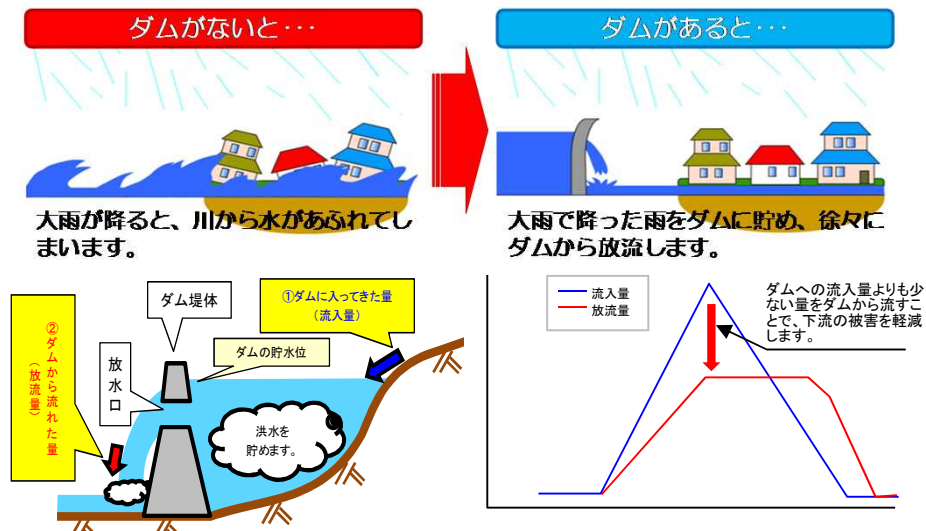 ダムがないと…
ダムがあると…
大雨が降ると、川から水があふれてし
まいます。
大雨で降った雨をダムに貯め、徐々に
ダムから放流します。
②ダムから流れた量
(放流量)
放水口
ダム堤体
ダムの貯水位
①ダムに入ってきた量
(流入量)
洪水を
貯めます。
流入量
放流量
ダムへの流入量よりも少
ない量をダムから流すこ
とで、下流の被害を軽減
します。